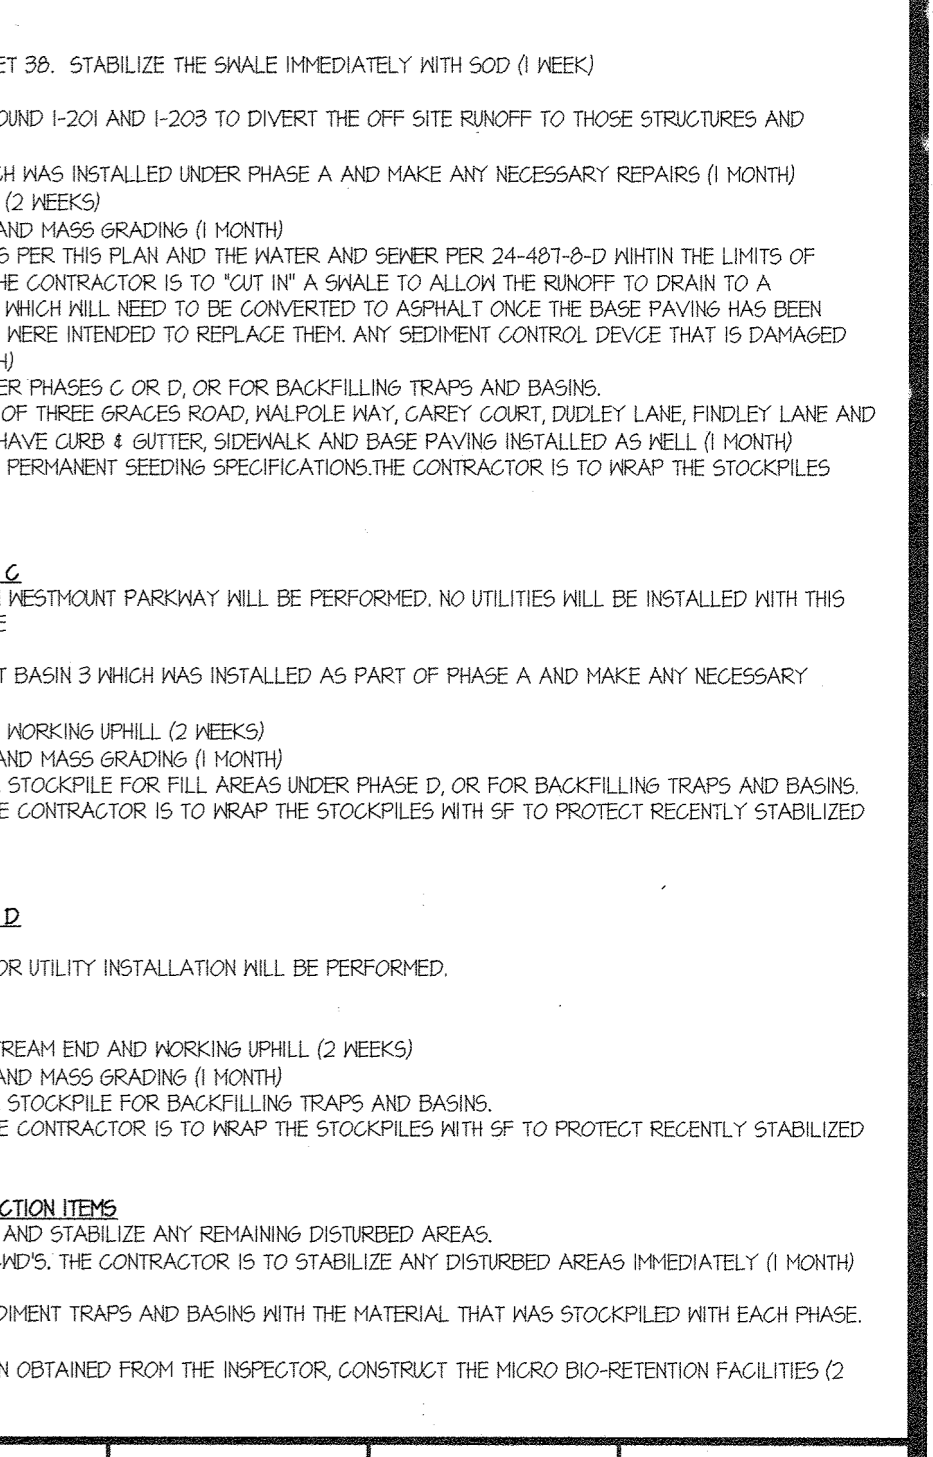 ET 38. STABILIZE THE SWALE IMMEDIATELY WITH SOD (1 WEEK)
OUND I-201 AND I-203 TO DIVERT THE OFF SITE RUNOFF TO THOSE STRUCTURES AND
CH WAS INSTALLED UNDER PHASE A AND MAKE ANY NECESSARY REPAIRS (1 MONTH)
(2 WEEKS)
AND MASS GRADING (1 MONTH)
S PER THIS PLAN AND THE WATER AND SEWER PER 24-487-8-D WIHTIN THE LIMITS OF
HE CONTRACTOR IS TO "CUT IN" A SWALE TO ALLOW THE RUNOFF TO DRAIN TO A
WHICH WILL NEED TO BE CONVERTED TO ASPHALT ONCE THE BASE PAVING HAS BEEN
WERE INTENDED TO REPLACE THEM. ANY SEDIMENT CONTROL DEVCE THAT IS DAMAGED
H)
ER PHASES C OR D, OR FOR BACKFILLING TRAPS AND BASINS.
OF THREE GRACES ROAD, WALPOLE WAY, CAREY COURT, DUDLEY LANE, FINDLEY LANE AND
HAVE CURB & GUTTER, SIDEWALK AND BASE PAVING INSTALLED AS WELL (1 MONTH)
PERMANENT SEEDING SPECIFICATIONS.THE CONTRACTOR IS TO WRAP THE STOCKPILES
C
WESTMOUNT PARKWAY WILL BE PERFORMED. NO UTILITIES WILL BE INSTALLED WITH THIS
E
T BASIN 3 WHICH WAS INSTALLED AS PART OF PHASE A AND MAKE ANY NECESSARY
WORKING UPHILL (2 WEEKS)
AND MASS GRADING (1 MONTH)
STOCKPILE FOR FILL AREAS UNDER PHASE D, OR FOR BACKFILLING TRAPS AND BASINS.
E CONTRACTOR IS TO WRAP THE STOCKPILES WITH SF TO PROTECT RECENTLY STABILIZED
D
OR UTILITY INSTALLATION WILL BE PERFORMED.
TREAM END AND WORKING UPHILL (2 WEEKS)
AND MASS GRADING (1 MONTH)
STOCKPILE FOR BACKFILLING TRAPS AND BASINS.
E CONTRACTOR IS TO WRAP THE STOCKPILES WITH SF TO PROTECT RECENTLY STABILIZED
CTION ITEMS
AND STABILIZE ANY REMAINING DISTURBED AREAS.
WD'S. THE CONTRACTOR IS TO STABILIZE ANY DISTURBED AREAS IMMEDIATELY (1 MONTH)
DIMENT TRAPS AND BASINS WITH THE MATERIAL THAT WAS STOCKPILED WITH EACH PHASE.
N OBTAINED FROM THE INSPECTOR, CONSTRUCT THE MICRO BIO-RETENTION FACILITIES (2